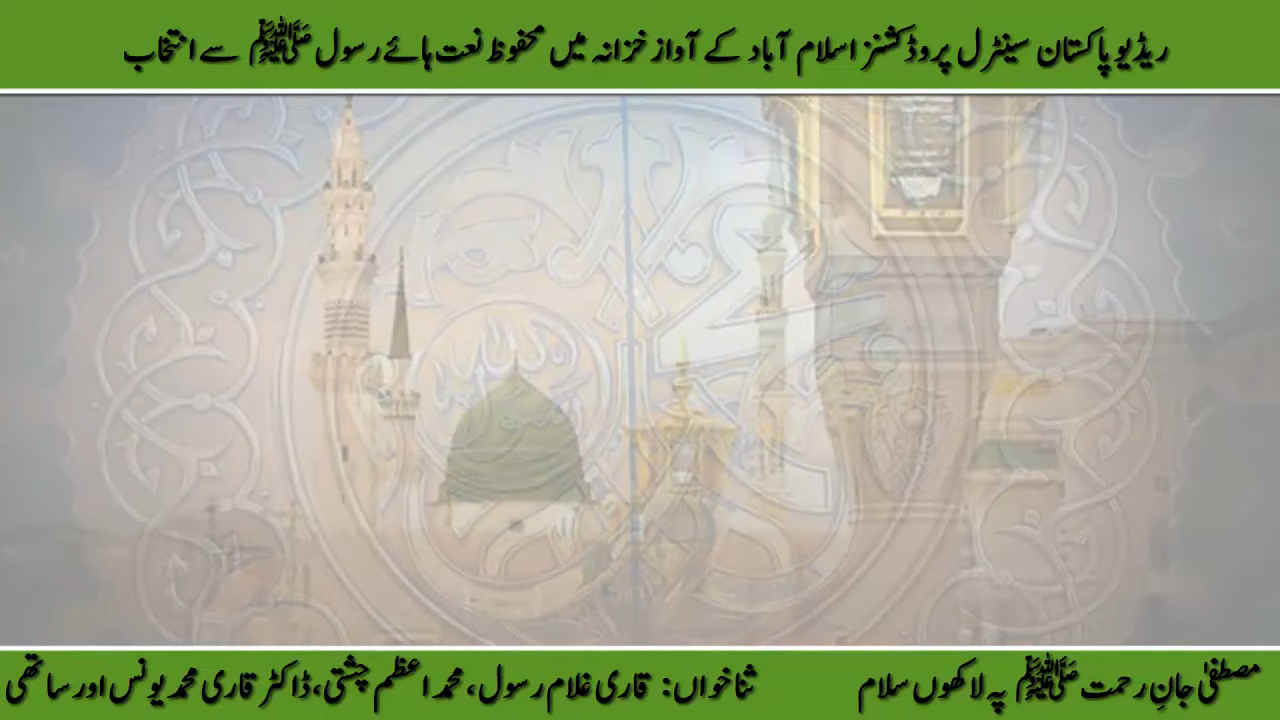 ریڈیو پاکستان سینٹرل پروڈکشنز اسلام آباد کے آواز خزانہ میں محفوظ نعت ہائے رسول ﷺ سے انتخاب
مصطفیٰ جانِ رحمت ﷺ پہ لاکھوں سلام ثناخواں: قاری غلام رسول، محمد اعظم چشتی، ڈاکٹر قاری محمد یونس اور ساتھی